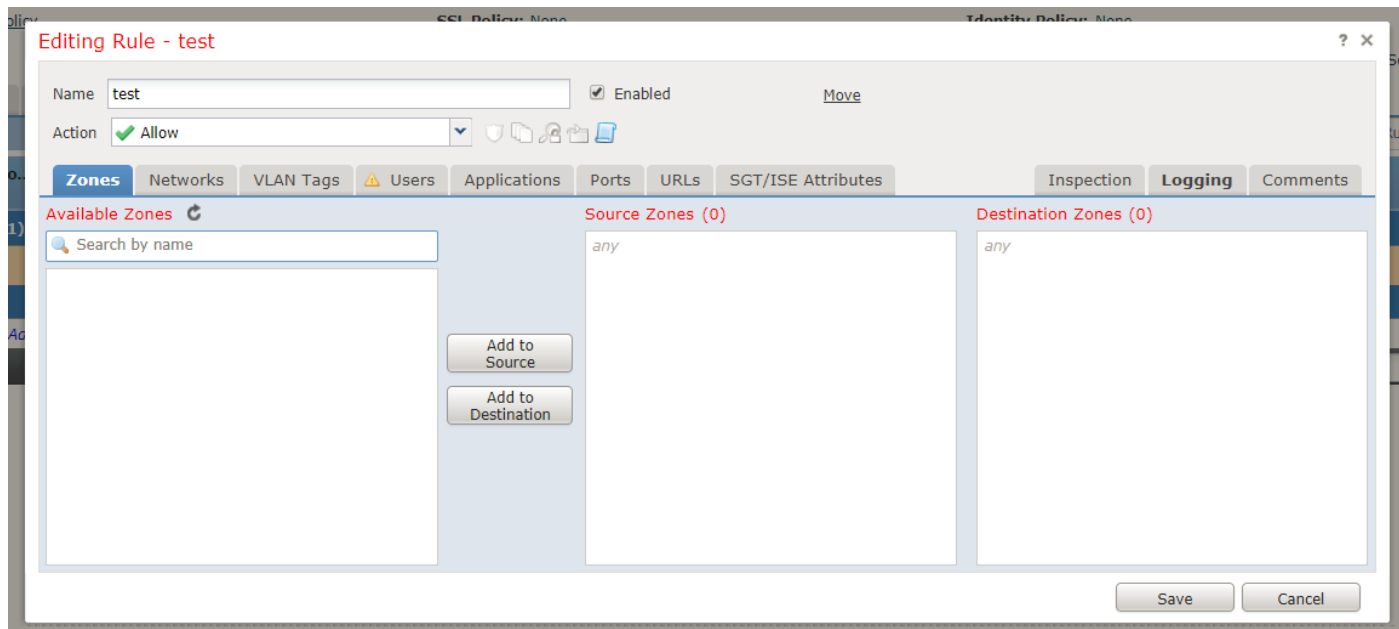 olicy
SSL Policy: None
Identity Policy: None
Editing Rule - test
? ×
Name test
Enabled
Move
Action Allow
Zones Networks VLAN Tags Users Applications Ports URLs SGT/ISE Attributes Inspection Logging Comments
o..
1)
Available Zones
Source Zones (0)
Destination Zones (0)
Search by name
any
any
Add to
Source
Add to
Destination
Save
Cancel